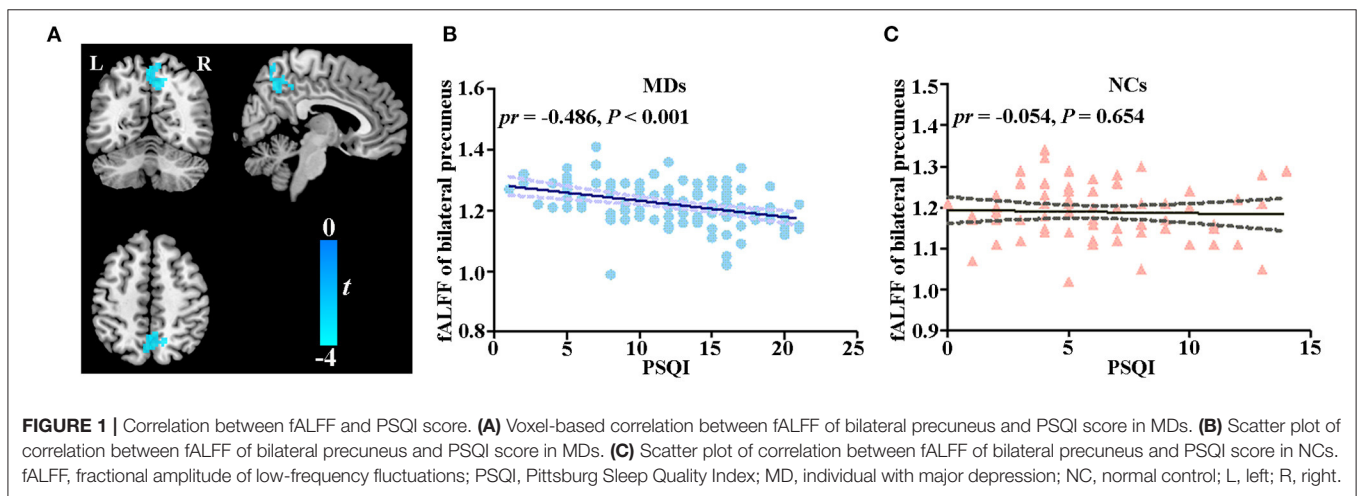 A
L
R
0
t
-4
B
MDs
pr = -0.486, P < 0.001
fALFF of bilateral precuneus
1.6
1.4
1.2
1.0
0.8
0 5 10 15 20 25
PSQI
C
NCs
pr = -0.054, P = 0.654
fALFF of bilateral precuneus
1.5
1.4
1.3
1.2
1.1
1.0
0.9
0 5 10 15
PSQI
FIGURE 1 | Correlation between fALFF and PSQI score. (A) Voxel-based correlation between fALFF of bilateral precuneus and PSQI score in MDs. (B) Scatter plot of
correlation between fALFF of bilateral precuneus and PSQI score in MDs. (C) Scatter plot of correlation between fALFF of bilateral precuneus and PSQI score in NCs.
fALFF, fractional amplitude of low-frequency fluctuations; PSQI, Pittsburg Sleep Quality Index; MD, individual with major depression; NC, normal control; L, left; R, right.